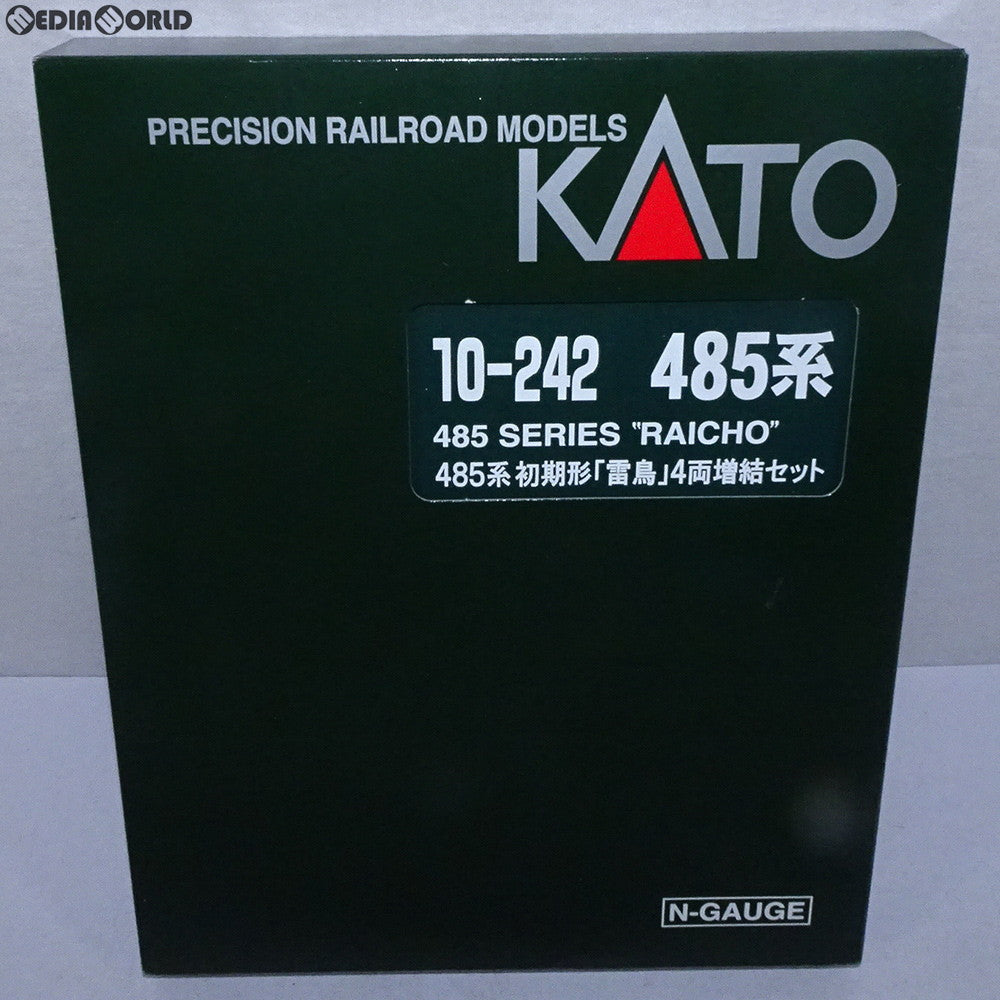 MEDIAWORLD
PRECISION RAILROAD MODELS
KATO
10-242 485系
485 SERIES "RAICHO"
485系初期形「雷鳥」4両増結セット
N-GAUGE